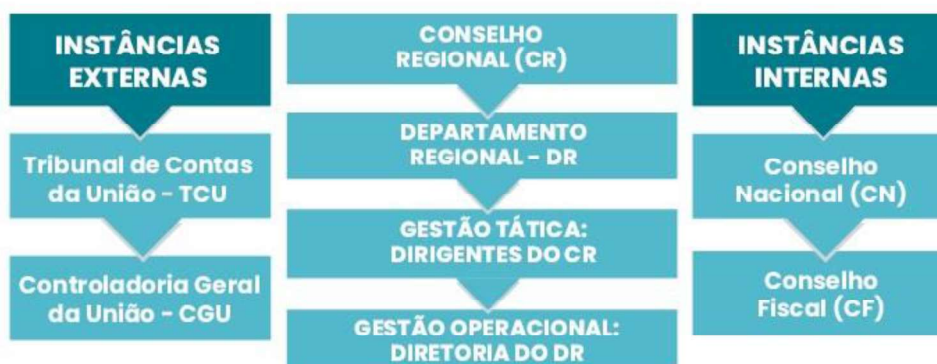 INSTÂNCIAS
EXTERNAS
Tribunal de Contas
da União - TCU
Controladoria Geral
da União - CGU
CONSELHO
REGIONAL (CR)
DEPARTAMENTO
REGIONAL - DR
GESTÃO TÁTICA:
DIRIGENTES DO CR
GESTÃO OPERACIONAL:
DIRETORIA DO DR
INSTÂNCIAS
INTERNAS
Conselho
Nacional (CN)
Conselho
Fiscal (CF)